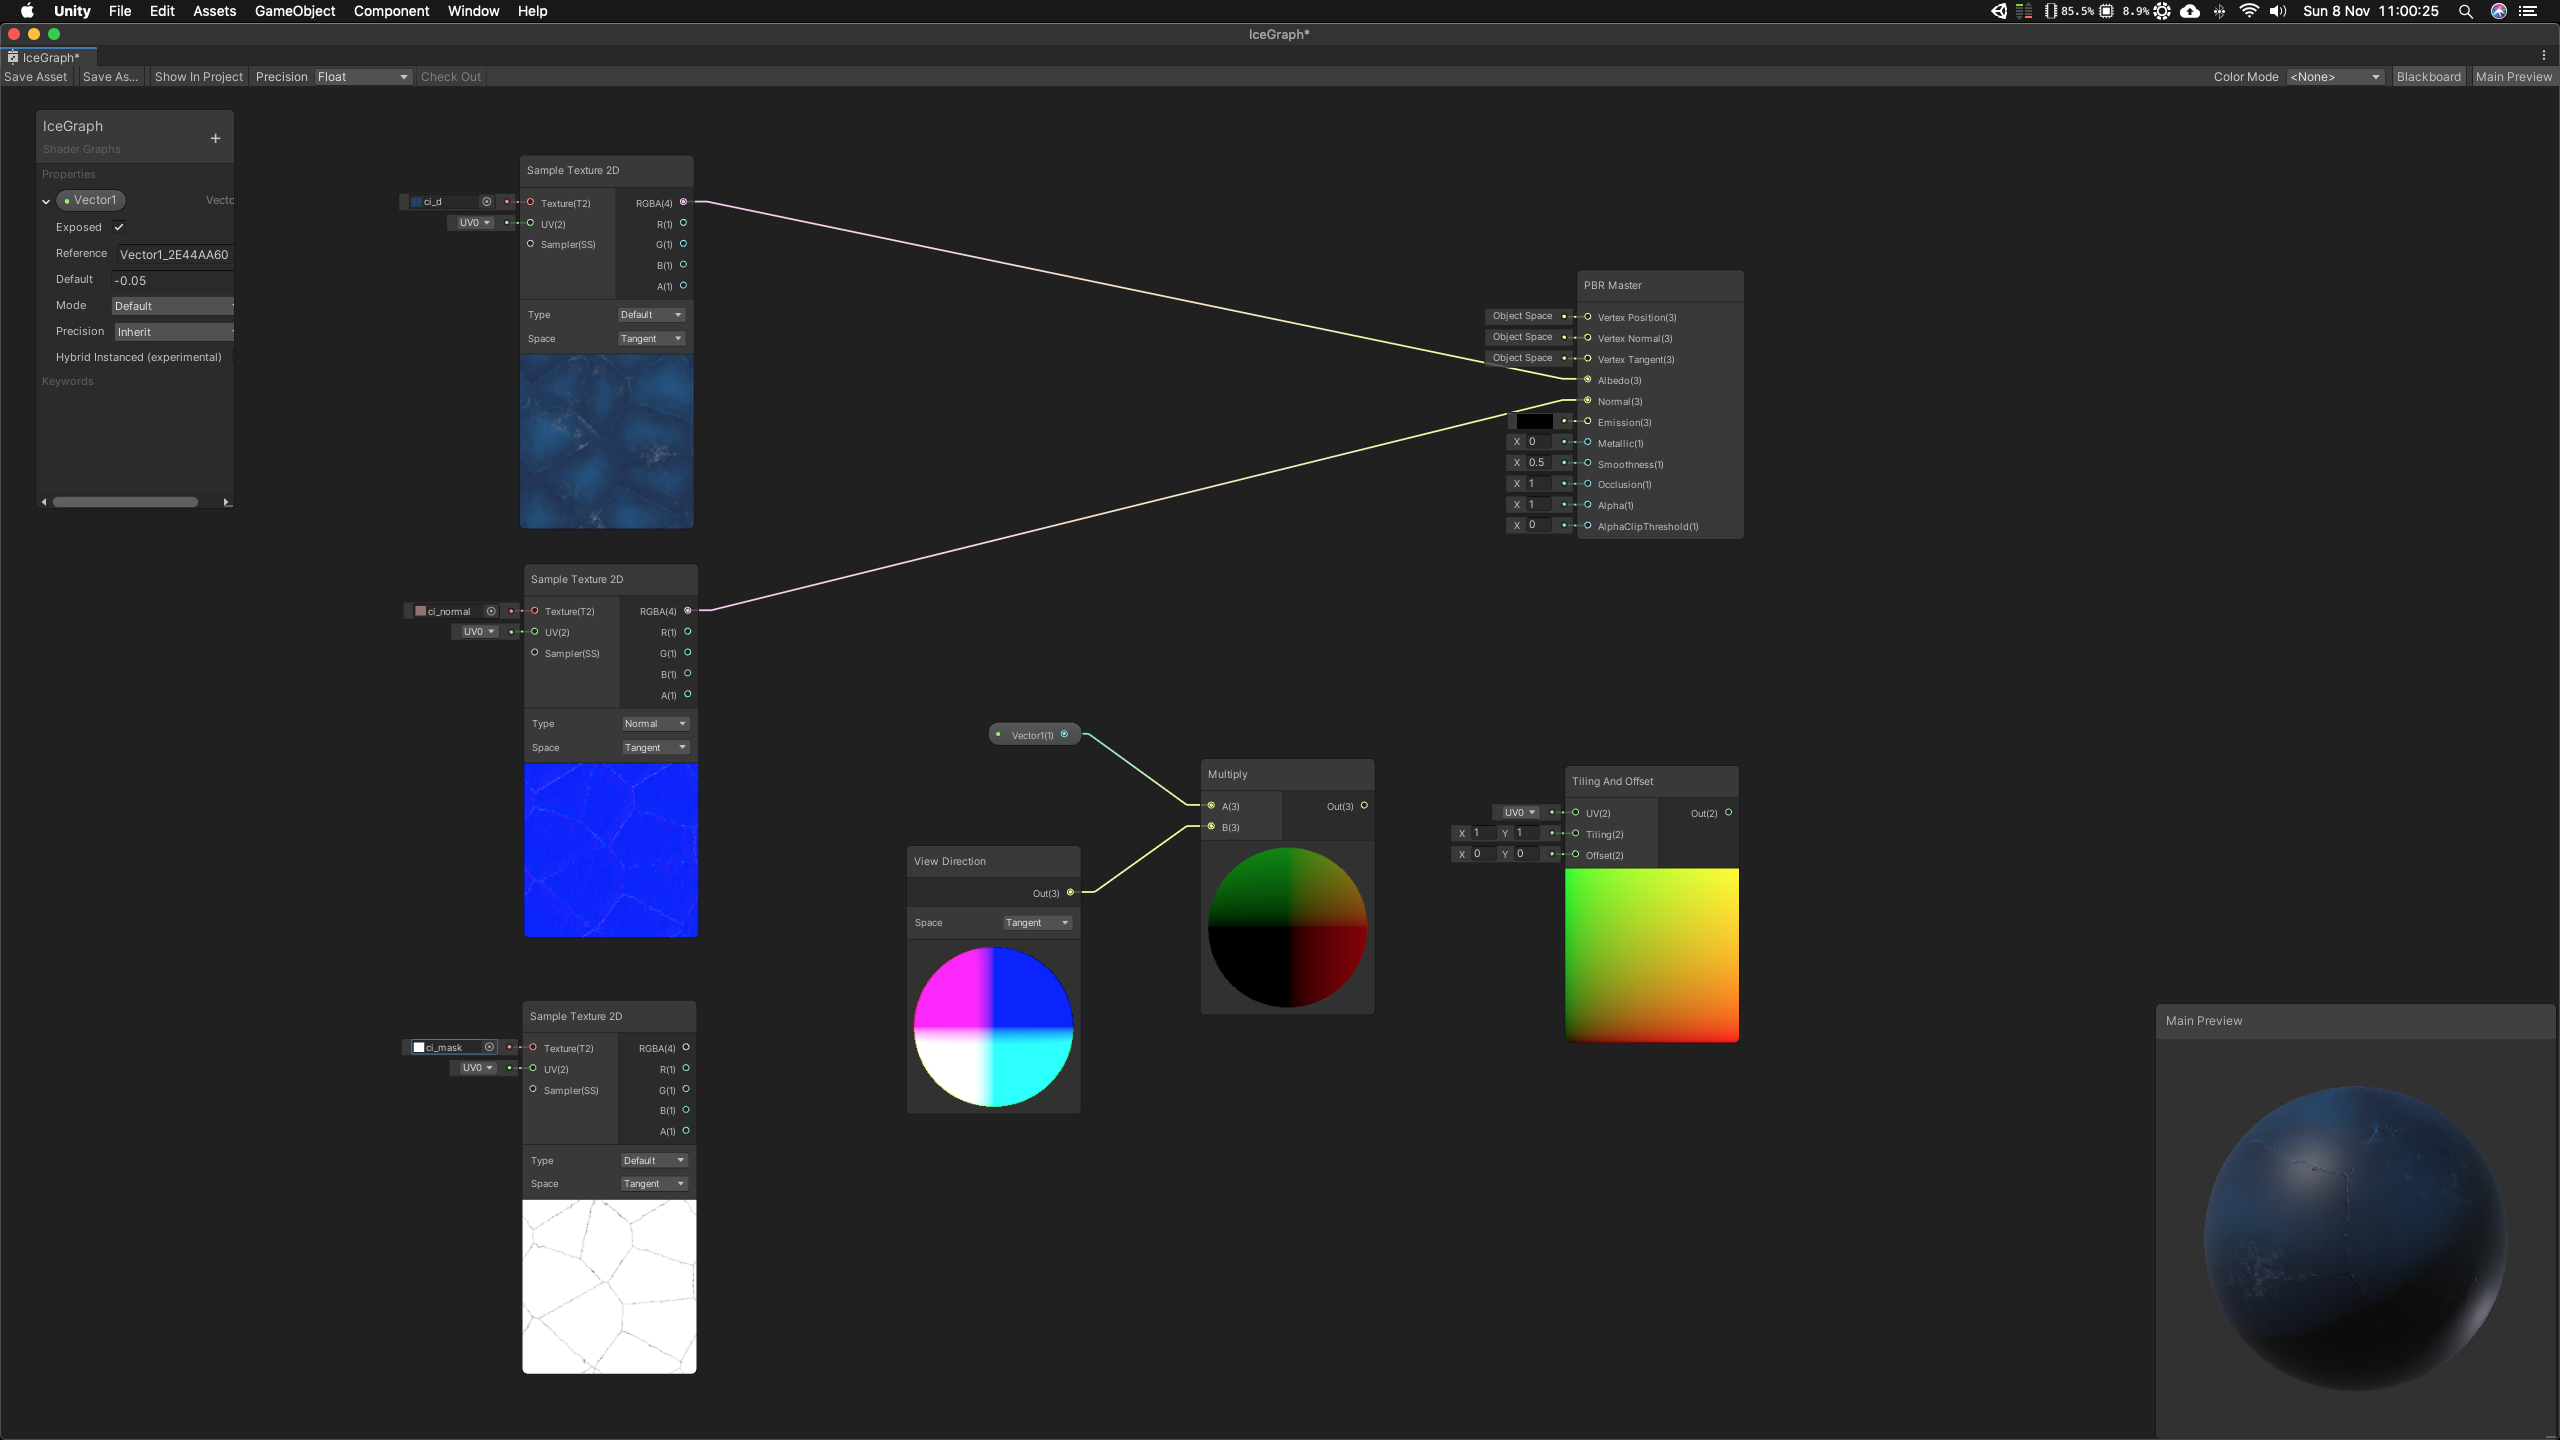 Unity File Edit Assets GameObject Component Window Help 85.5% 8.9% Sun 8 Nov 11:00:25
IceGraph*
IceGraph*
Save Asset Save As... Show In Project Precision Float Check Out Color Mode <None> Blackboard Main Preview
IceGraph
Shader Graphs
Properties
Vector1 Vecto
Exposed
Reference Vector1_2E44AA60
Default -0.05
Mode Default
Precision Inherit
Hybrid Instanced (experimental)
Keywords
Sample Texture 2D
ci_d Texture(T2) RGBA(4)
UV0 UV(2) R(1)
Sampler(SS) G(1)
B(1)
A(1)
Type Default
Space Tangent
PBR Master
Object Space Vertex Position(3)
Object Space Vertex Normal(3)
Object Space Vertex Tangent(3)
Albedo(3)
Normal(3)
Emission(3)
X 0 Metallic(1)
X 0.5 Smoothness(1)
X 1 Occlusion(1)
X 1 Alpha(1)
X 0 AlphaClipThreshold(1)
Sample Texture 2D
ci_normal Texture(T2) RGBA(4)
UV0 UV(2) R(1)
Sampler(SS) G(1)
B(1)
A(1)
Type Normal
Space Tangent
Vector1(1)
Multiply
A(3) Out(3)
B(3)
View Direction
Out(3)
Space Tangent
Tiling And Offset
UV0 UV(2) Out(2)
X 1 Y 1 Tiling(2)
X 0 Y 0 Offset(2)
Sample Texture 2D
ci_mask Texture(T2) RGBA(4)
UV0 UV(2) R(1)
Sampler(SS) G(1)
B(1)
A(1)
Type Default
Space Tangent
Main Preview